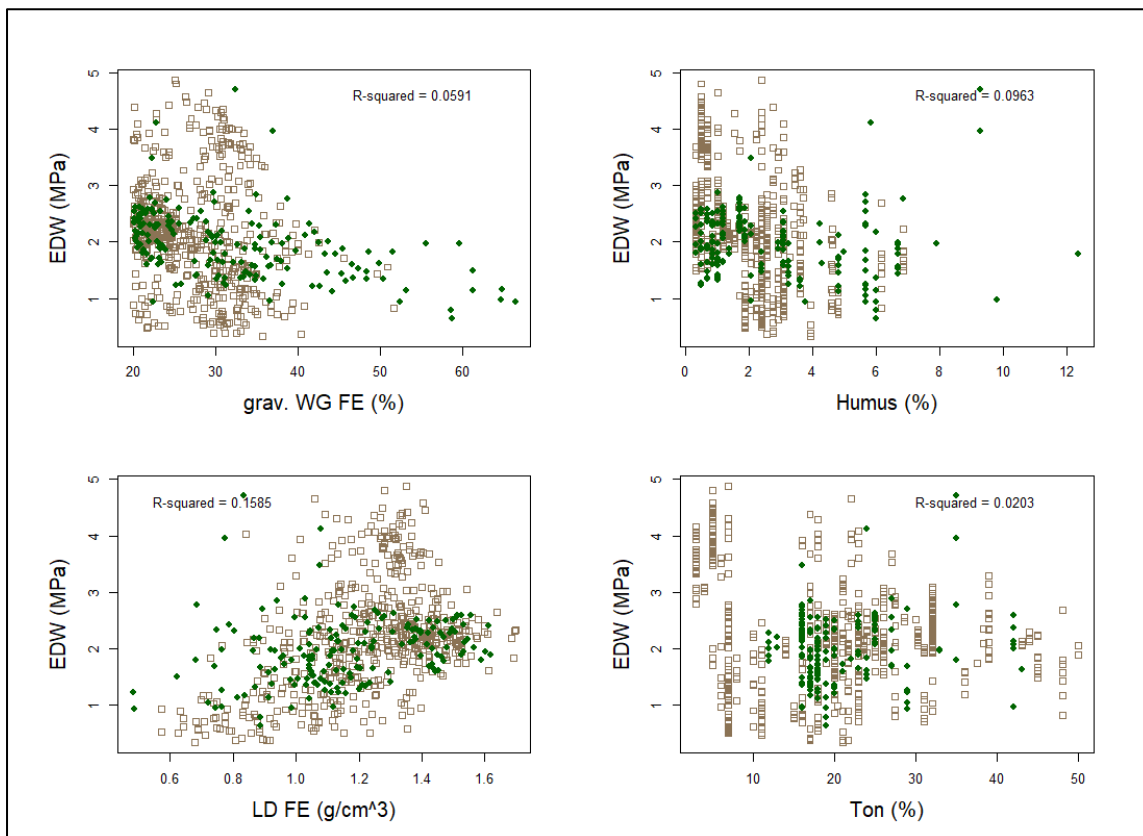 R-squared = 0.0591
EDW (MPa)
5
4
3
2
1
20 30 40 50 60
grav. WG FE (%)
R-squared = 0.0963
EDW (MPa)
5
4
3
2
1
0 2 4 6 8 10 12
Humus (%)
R-squared = 0.1585
EDW (MPa)
5
4
3
2
1
0.6 0.8 1.0 1.2 1.4 1.6
LD FE (g/cm^3)
R-squared = 0.0203
EDW (MPa)
5
4
3
2
1
10 20 30 40 50
Ton (%)